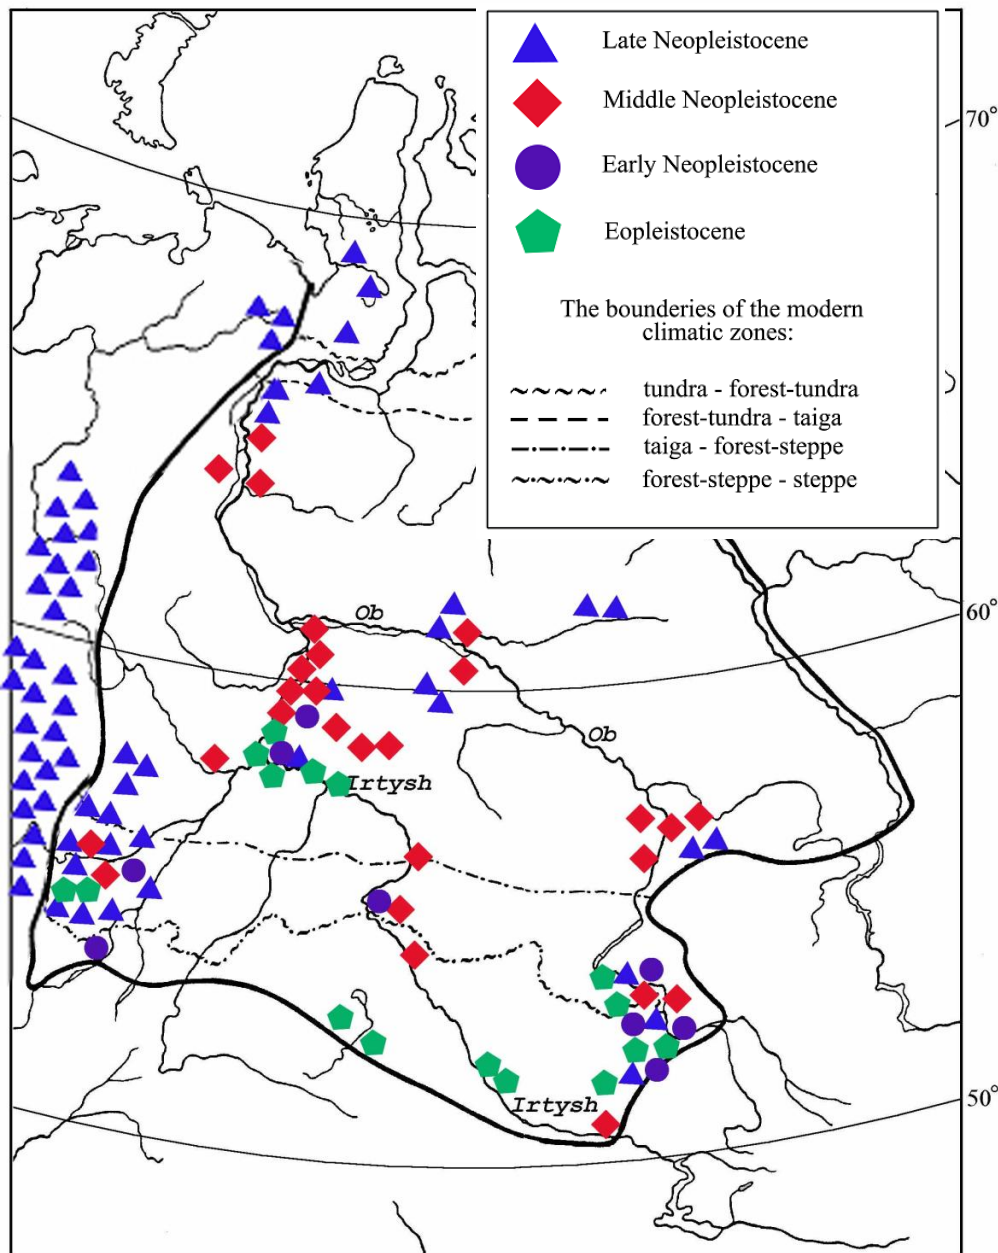 Late Neopleistocene
Middle Neopleistocene
Early Neopleistocene
Eopleistocene
The bounderies of the modern
climatic zones:
tundra - forest-tundra
forest-tundra - taiga
taiga - forest-steppe
forest-steppe - steppe
70°
60°
Ob
Ob
Irtysh
Irtysh
50°